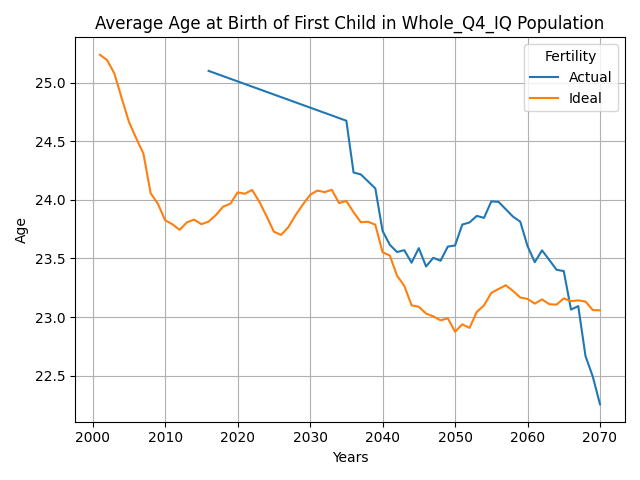 Average Age at Birth of First Child in Whole_Q4_IQ Population
Fertility
Actual
Ideal
Age
25.0
24.5
24.0
23.5
23.0
22.5
2000 2010 2020 2030 2040 2050 2060 2070
Years